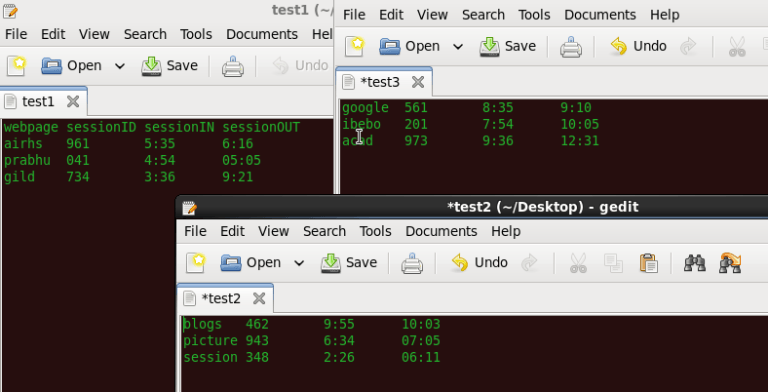 test1 (~/
File Edit View Search Tools Documents Hel
Open Save Undo
test1
webpage sessionID sessionIN sessionOUT
airhs 961 5:35 6:16
prabhu 041 4:54 05:05
gild 734 3:36 9:21
File Edit View Search Tools Documents Help
Open Save Undo
*test3
google 561 8:35 9:10
ibebo 201 7:54 10:05
acad 973 9:36 12:31
*test2 (~/Desktop) - gedit
File Edit View Search Tools Documents Help
Open Save Undo
*test2
blogs 462 9:55 10:03
picture 943 6:34 07:05
session 348 2:26 06:11